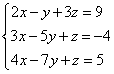 2x − y + 3z = 9
3x − 5y + z = −4
4x − 7y + z = 5